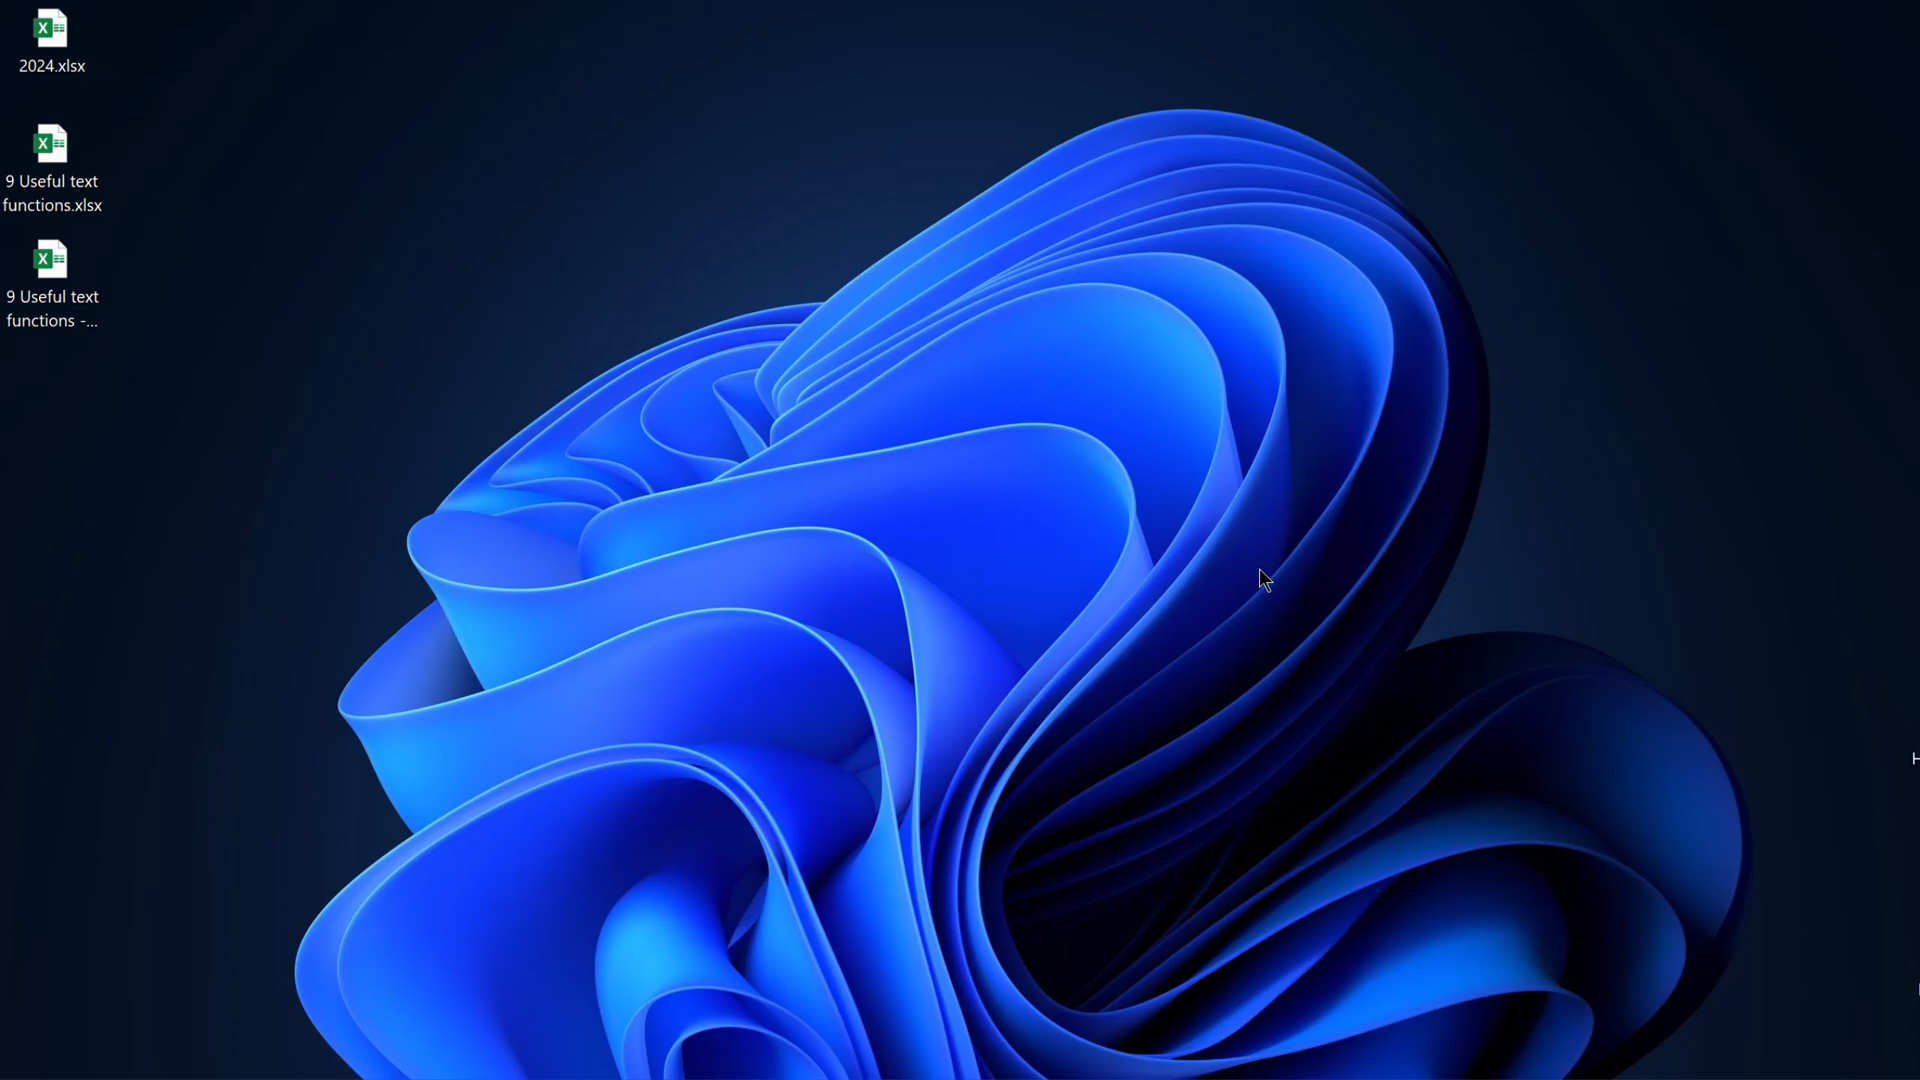 2024.xlsx
9 Useful text
functions.xlsx
9 Useful text
functions -...